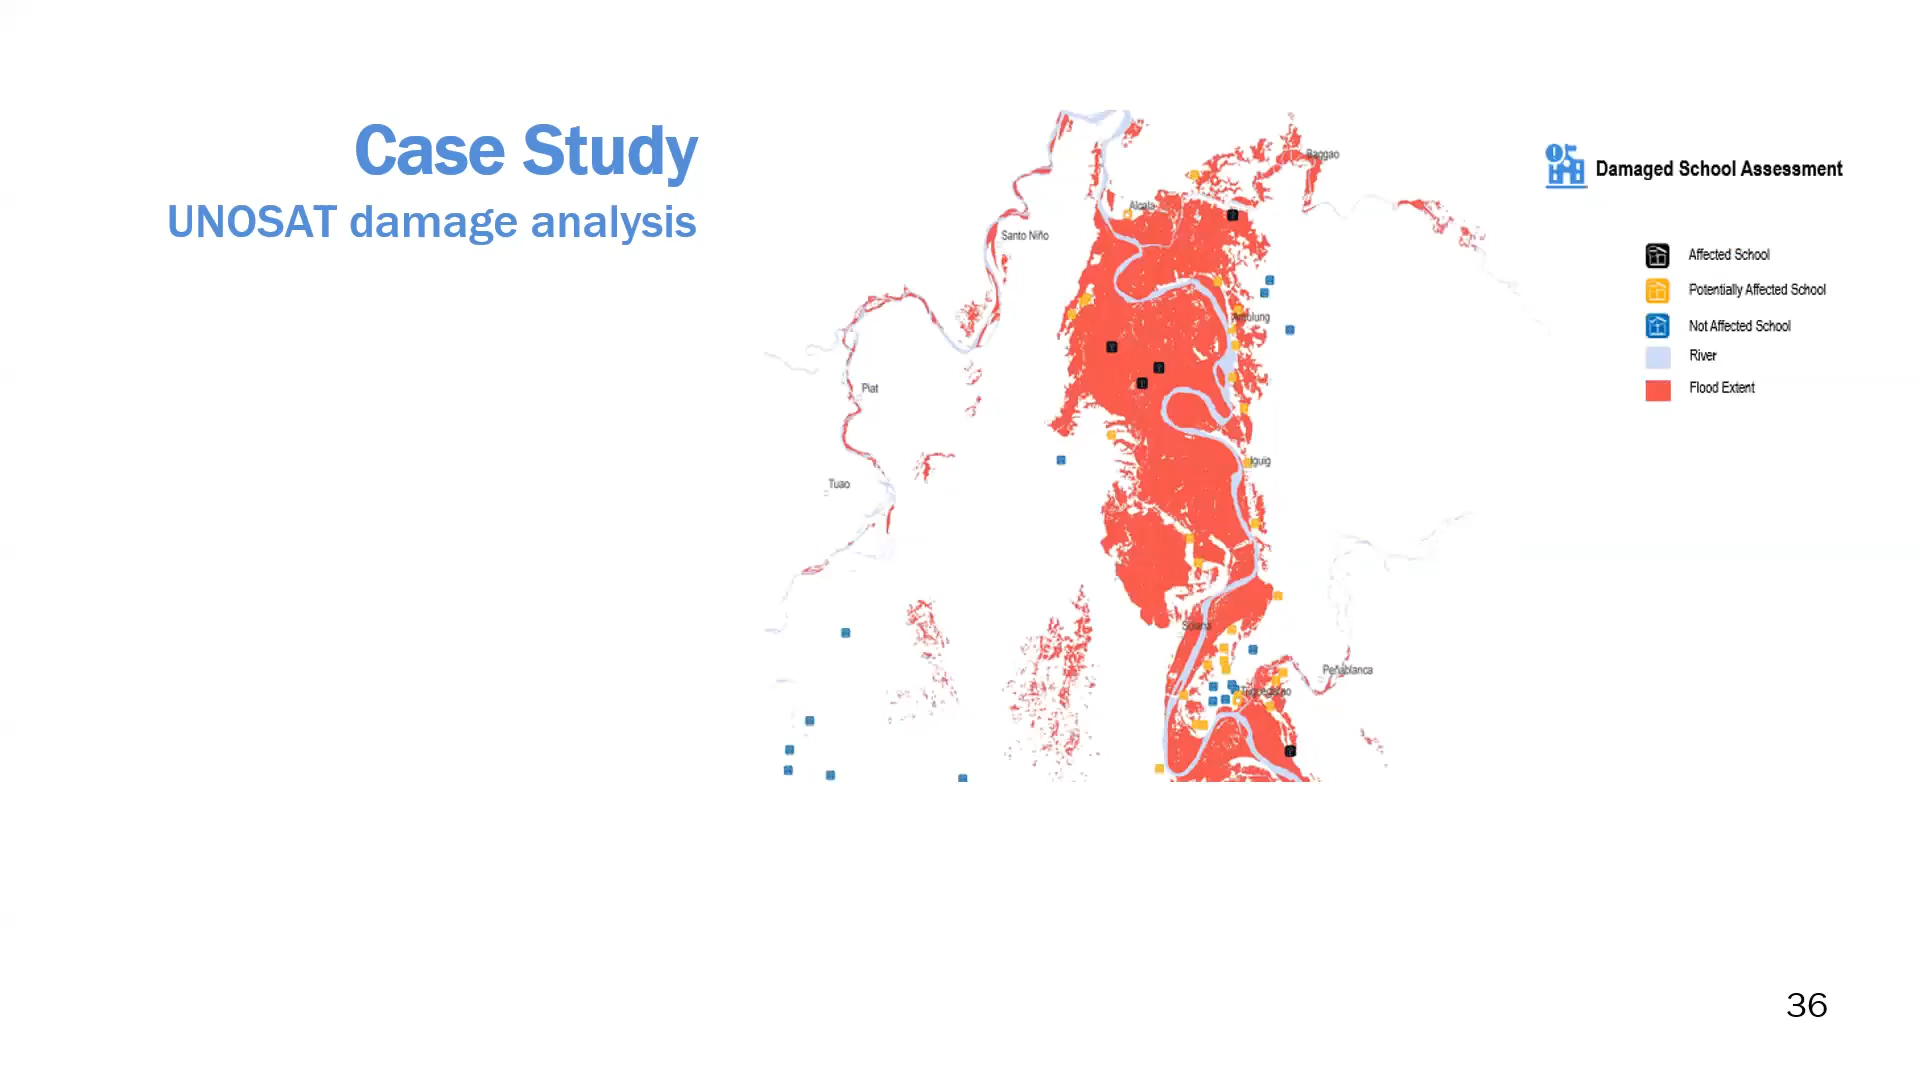 Case Study
UNOSAT damage analysis
Baggao
Alcala
Santo Niño
Piat
Iguig
Tuao
Solana
Peñablanca
Damaged School Assessment
Affected School
Potentially Affected School
Not Affected School
River
Flood Extent
36